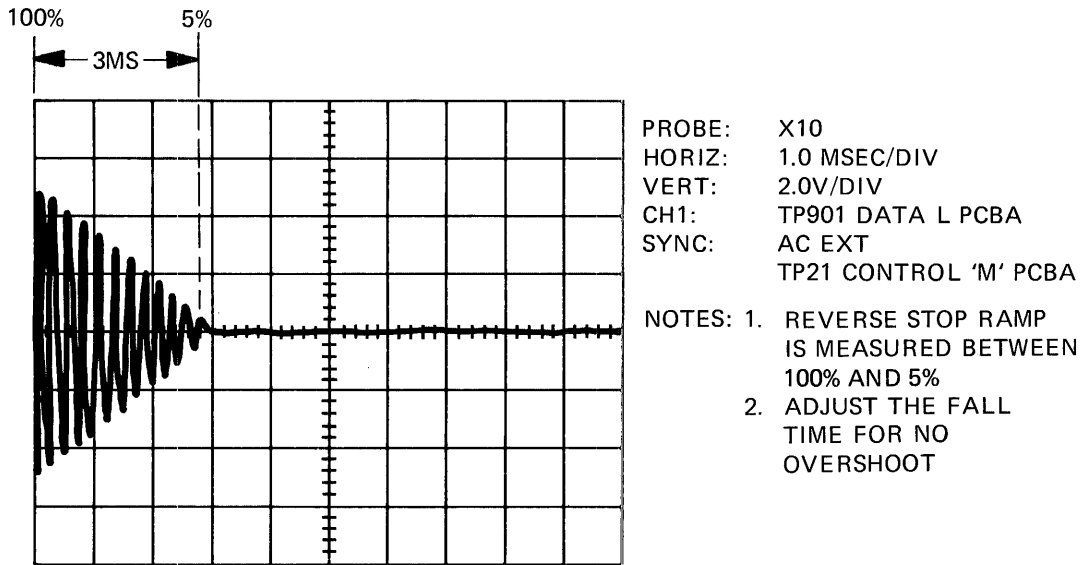 100% 5%
3MS
PROBE: X10
HORIZ: 1.0 MSEC/DIV
VERT: 2.0V/DIV
CH1: TP901 DATA L PCBA
SYNC: AC EXT
TP21 CONTROL 'M' PCBA
NOTES: 1. REVERSE STOP RAMP
IS MEASURED BETWEEN
100% AND 5%
2. ADJUST THE FALL
TIME FOR NO
OVERSHOOT